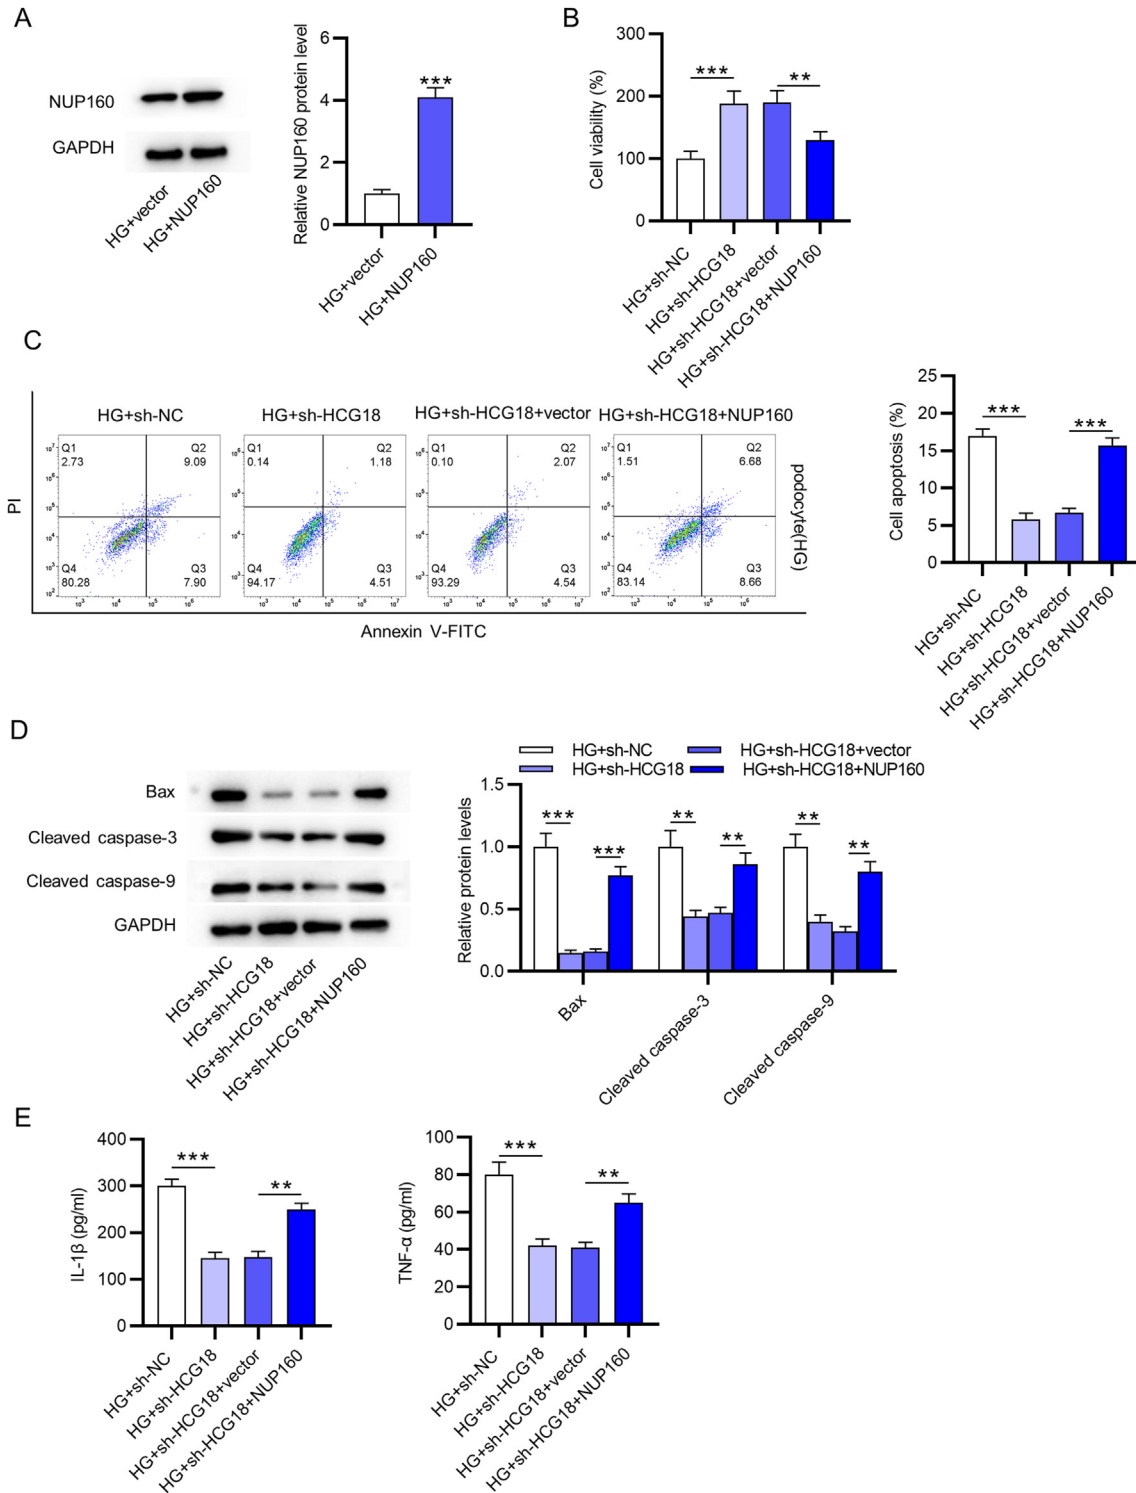 A
NUP160
GAPDH
HG+vector
HG+NUP160
Relative NUP160 protein level
6
4
2
0
***
HG+vector
HG+NUP160
B
Cell viability (%)
300
200
100
0
***
**
HG+sh-NC
HG+sh-HCG18
HG+sh-HCG18+vector
HG+sh-HCG18+NUP160
C
PI
HG+sh-NC
Q1
2.73
Q2
9.09
Q4
80.28
Q3
7.90
HG+sh-HCG18
Q1
0.14
Q2
1.18
Q4
94.17
Q3
4.51
HG+sh-HCG18+vector
Q1
0.10
Q2
2.07
Q4
93.29
Q3
4.54
HG+sh-HCG18+NUP160
Q1
1.51
Q2
6.68
Q4
83.14
Q3
8.66
podocyte(HG)
Annexin V-FITC
Cell apoptosis (%)
25
20
15
10
5
0
***
***
HG+sh-NC
HG+sh-HCG18
HG+sh-HCG18+vector
HG+sh-HCG18+NUP160
D
Bax
Cleaved caspase-3
Cleaved caspase-9
GAPDH
HG+sh-NC
HG+sh-HCG18
HG+sh-HCG18+vector
HG+sh-HCG18+NUP160
HG+sh-NC
HG+sh-HCG18+vector
HG+sh-HCG18
HG+sh-HCG18+NUP160
Relative protein levels
1.5
1.0
0.5
0.0
***
***
**
**
**
**
Bax
Cleaved caspase-3
Cleaved caspase-9
E
IL-1β (pg/ml)
400
300
200
100
0
***
**
HG+sh-NC
HG+sh-HCG18
HG+sh-HCG18+vector
HG+sh-HCG18+NUP160
TNF-α (pg/ml)
100
80
60
40
20
0
***
**
HG+sh-NC
HG+sh-HCG18
HG+sh-HCG18+vector
HG+sh-HCG18+NUP160